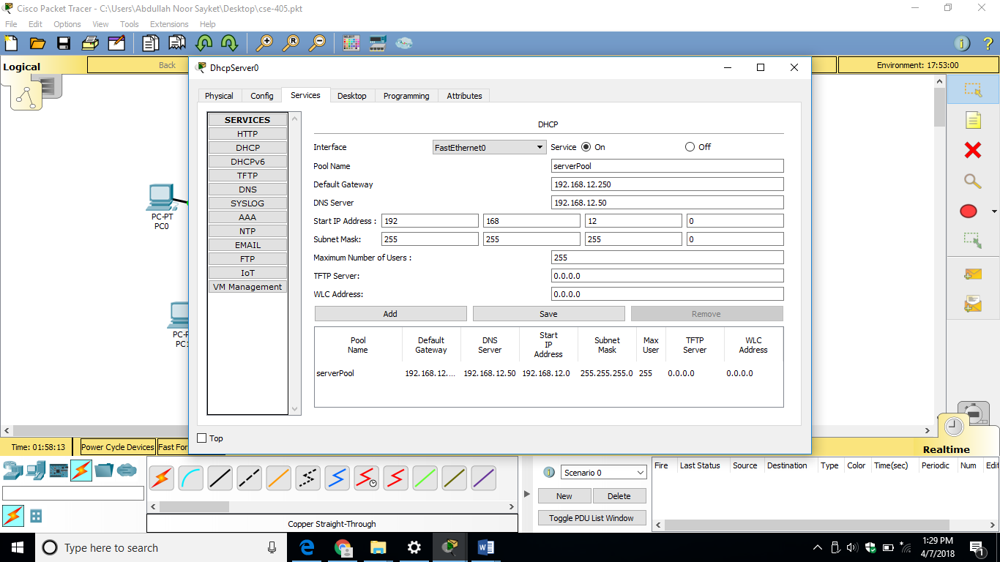 Cisco Packet Tracer - C:\Users\Abdullah Noor Sayket\Desktop\cse-405.pkt
File Edit Options View Tools Extensions Help
Logical
Back
Environment: 17:53:00
DhcpServer0
Physical Config Services Desktop Programming Attributes
SERVICES
HTTP
DHCP
DHCPv6
TFTP
DNS
SYSLOG
AAA
NTP
EMAIL
FTP
IoT
VM Management
DHCP
Interface FastEthernet0 Service On Off
Pool Name serverPool
Default Gateway 192.168.12.250
DNS Server 192.168.12.50
Start IP Address : 192 168 12 0
Subnet Mask: 255 255 255 0
Maximum Number of Users : 255
TFTP Server: 0.0.0.0
WLC Address: 0.0.0.0
Add Save Remove
Pool Name Default Gateway DNS Server Start IP Address Subnet Mask Max User TFTP Server WLC Address
serverPool 192.168.12.... 192.168.12.50 192.168.12.0 255.255.255.0 255 0.0.0.0 0.0.0.0
Top
PC-PT
PC0
PC-P
PC1
Time: 01:58:13 Power Cycle Devices Fast For
Realtime
SELECT
Scenario 0
New Delete
Toggle PDU List Window
Fire Last Status Source Destination Type Color Time(sec) Periodic Num Edit
Copper Straight-Through
Type here to search
1:29 PM
4/7/2018
1